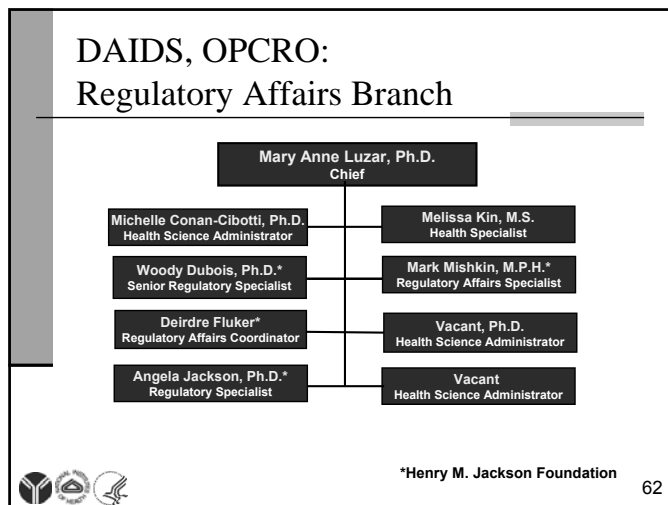 DAIDS, OPCRO:
Regulatory Affairs Branch
Mary Anne Luzar, Ph.D.
Chief
Michelle Conan-Cibotti, Ph.D.
Health Science Administrator
Melissa Kin, M.S.
Health Specialist
Woody Dubois, Ph.D.*
Senior Regulatory Specialist
Mark Mishkin, M.P.H.*
Regulatory Affairs Specialist
Deirdre Fluker*
Regulatory Affairs Coordinator
Vacant, Ph.D.
Health Science Administrator
Angela Jackson, Ph.D.*
Regulatory Specialist
Vacant
Health Science Administrator
*Henry M. Jackson Foundation
62